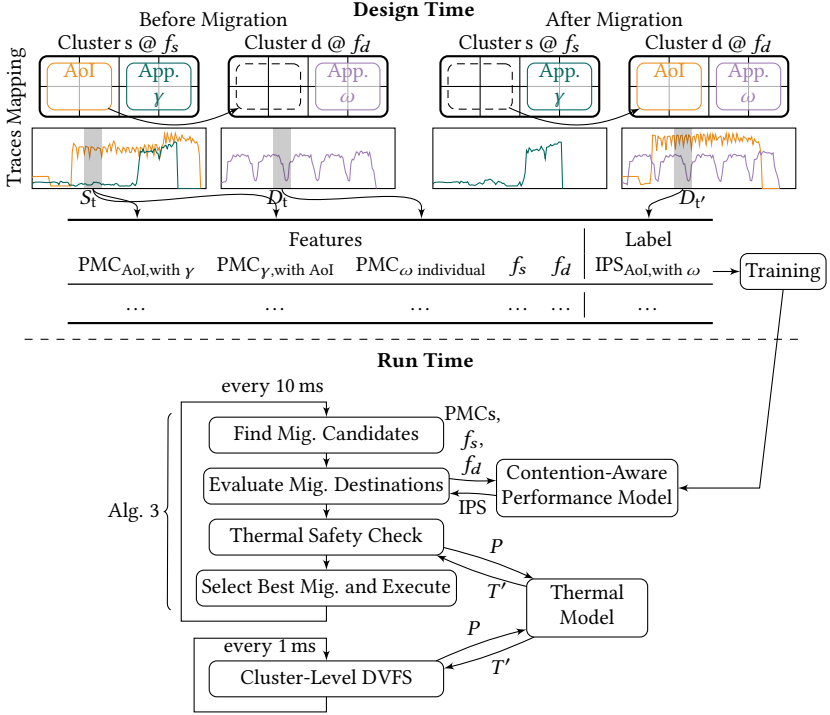 Design Time
Before Migration
After Migration
Cluster s @ f_s
Cluster d @ f_d
Cluster s @ f_s
Cluster d @ f_d
Traces Mapping
AoI
App.
γ
App.
ω
App.
γ
AoI
App.
ω
S_t
D_t
D_t′
Features
Label
PMC_AoI,with γ
PMC_γ,with AoI
PMC_ω individual
f_s
f_d
IPS_AoI,with ω
Training
...
...
...
...
...
...
Run Time
every 10 ms
Alg. 3
Find Mig. Candidates
PMCs,
f_s,
f_d
Evaluate Mig. Destinations
IPS
Contention-Aware
Performance Model
Thermal Safety Check
P
T′
Select Best Mig. and Execute
Thermal
Model
every 1 ms
P
T′
Cluster-Level DVFS